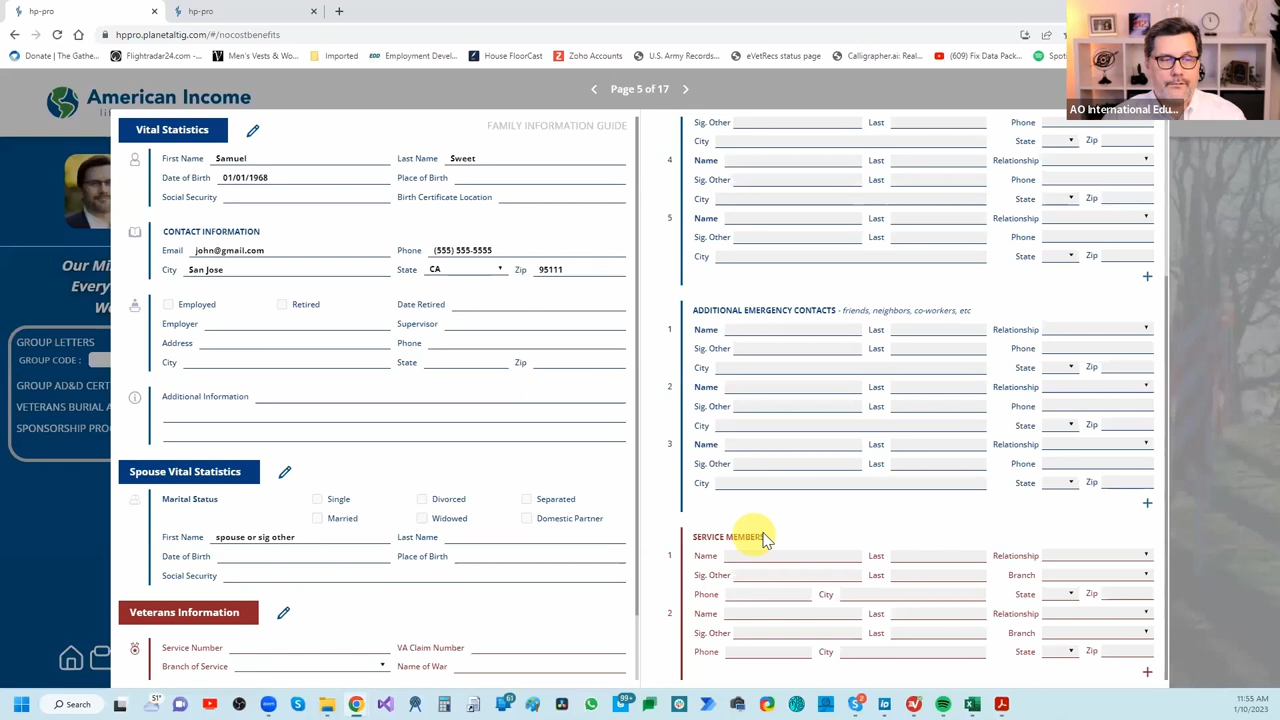 hp-pro
hp-pro
hppro.planetaltig.com/#/nocostbenefits
Donate | The Gathe...
Flightradar24.com -...
Men's Vests & Wo...
Imported
EDD Employment Devel...
House FloorCast
Zoho Accounts
U.S. Army Records...
eVetRecs status page
Calligrapher.ai: Real...
(609) Fix Data Pack...
Spot
AO International Edu...
American Income
Page 5 of 17
Our Mi
Every
GROUP LETTERS
GROUP CODE :
GROUP AD&D CERT
VETERANS BURIAL A
SPONSORSHIP PRO
Vital Statistics
FAMILY INFORMATION GUIDE
First Name Samuel Last Name Sweet
Date of Birth 01/01/1968 Place of Birth
Social Security Birth Certificate Location
CONTACT INFORMATION
Email john@gmail.com Phone (555) 555-5555
City San Jose State CA Zip 95111
Employed Retired Date Retired
Employer Supervisor
Address Phone
City State Zip
Additional Information
Spouse Vital Statistics
Marital Status Single Divorced Separated
Married Widowed Domestic Partner
First Name spouse or sig other Last Name
Date of Birth Place of Birth
Social Security
Veterans Information
Service Number VA Claim Number
Branch of Service Name of War
Sig. Other Last Phone
City State Zip
4 Name Last Relationship
Sig. Other Last Phone
City State Zip
5 Name Last Relationship
Sig. Other Last Phone
City State Zip
ADDITIONAL EMERGENCY CONTACTS - friends, neighbors, co-workers, etc
1 Name Last Relationship
Sig. Other Last Phone
City State Zip
2 Name Last Relationship
Sig. Other Last Phone
City State Zip
3 Name Last Relationship
Sig. Other Last Phone
City State Zip
SERVICE MEMBERS
1 Name Last Relationship
Sig. Other Last Branch
Phone City State Zip
2 Name Last Relationship
Sig. Other Last Branch
Phone City State Zip
51°
Search
61
99+
2
11:55 AM
1/10/2023